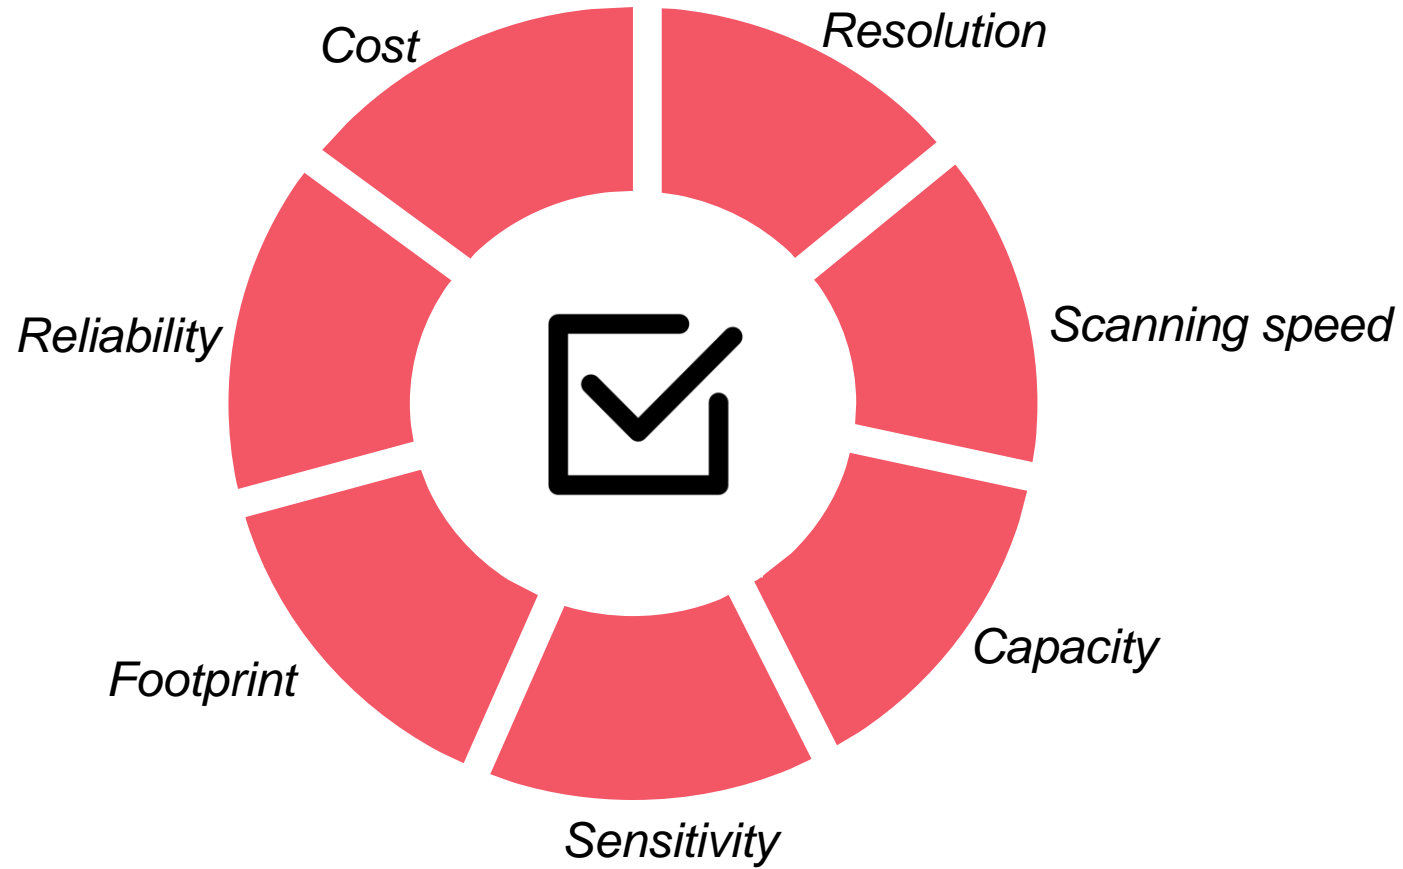 Cost
Resolution
Reliability
Scanning speed
Footprint
Capacity
Sensitivity